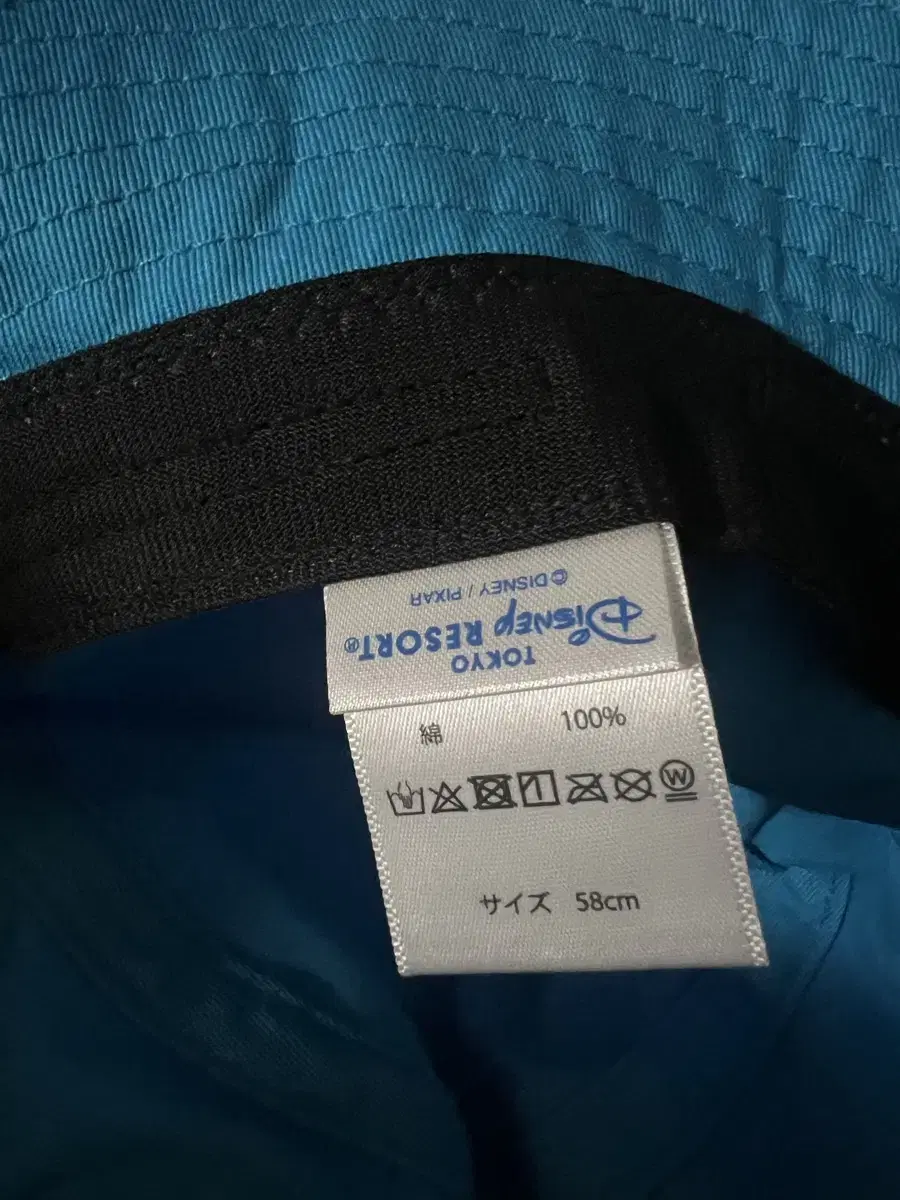 TOKYO
DISNEY RESORT®
© DISNEY / PIXAR
綿 100%
W
サイズ 58cm